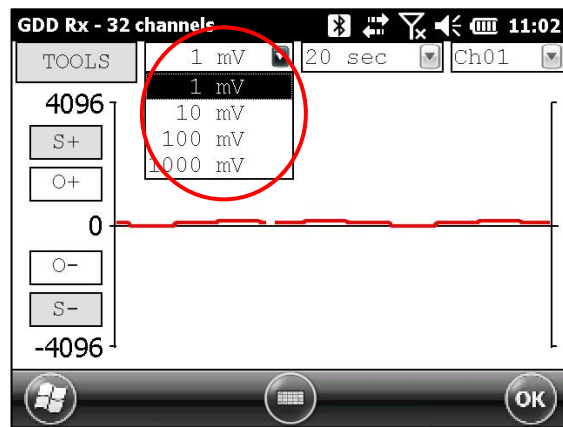 GDD Rx - 32 channels 11:02
TOOLS 1 mV 20 sec Ch01
1 mV
10 mV
100 mV
1000 mV
4096
S+
O+
0
O-
S-
-4096
OK